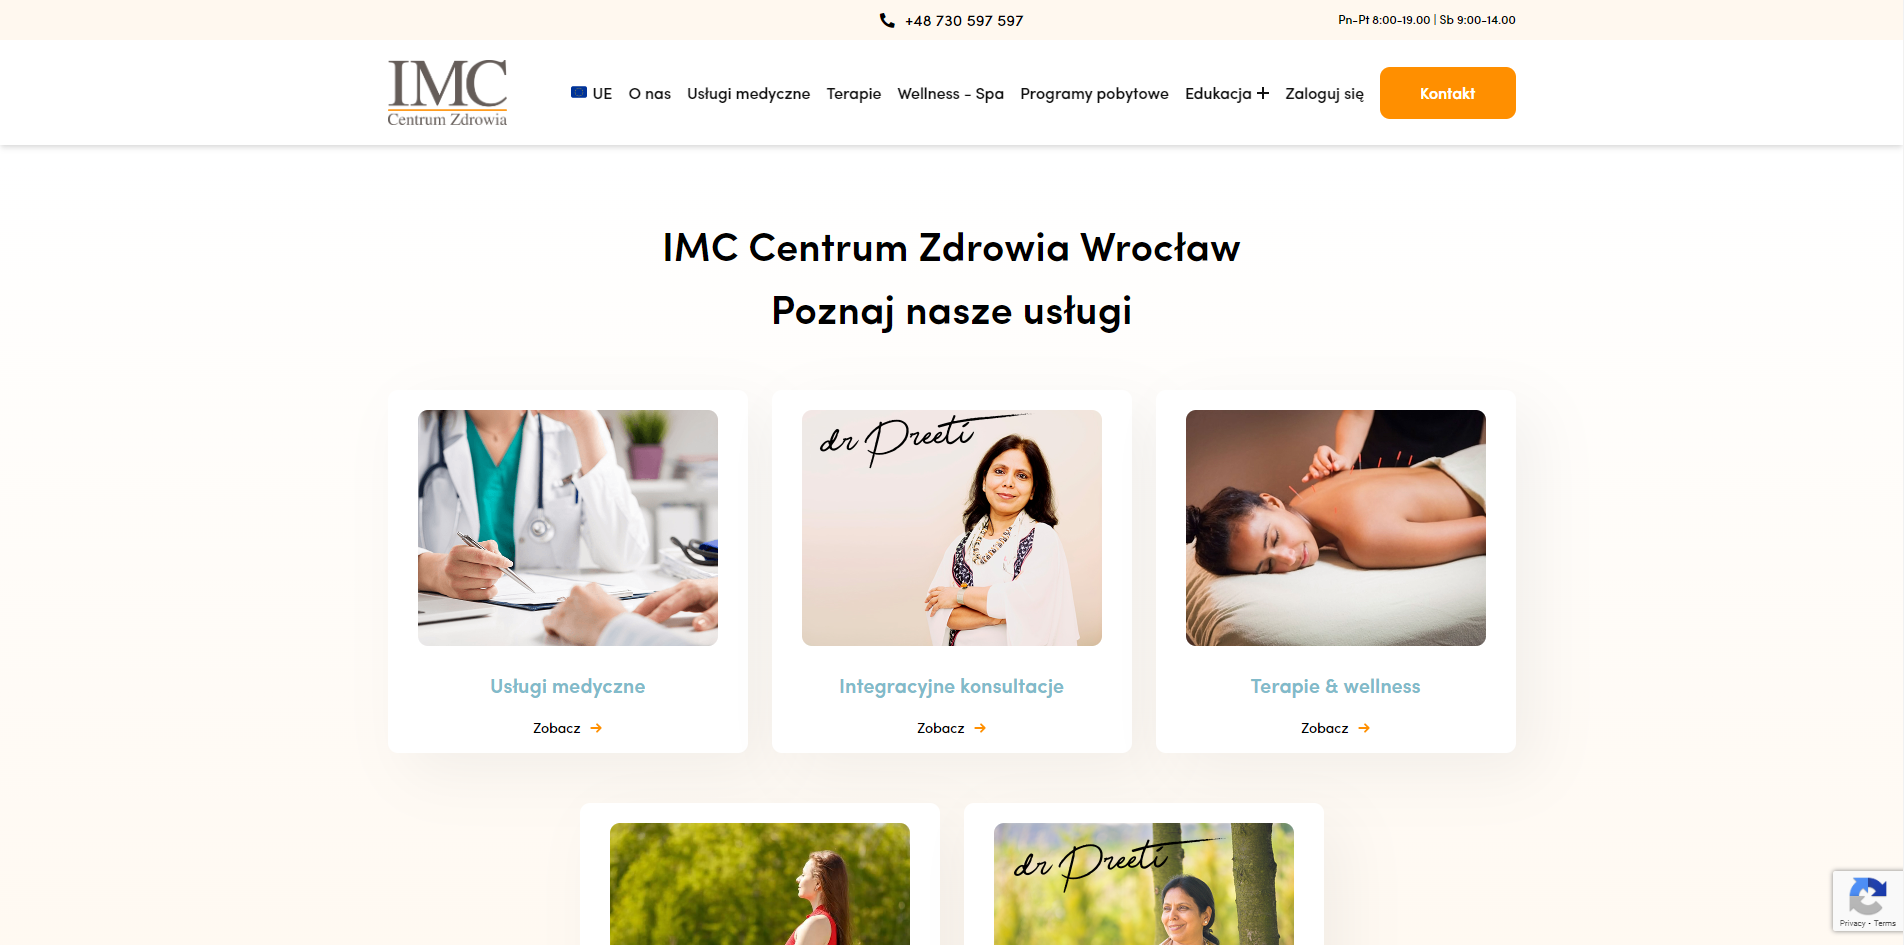 +48 730 597 597
Pn-Pt 8:00-19.00 | Sb 9:00-14.00
IMC
Centrum Zdrowia
UE O nas Usługi medyczne Terapie Wellness - Spa Programy pobytowe Edukacja + Zaloguj się Kontakt
IMC Centrum Zdrowia Wrocław
Poznaj nasze usługi
dr Preeti
Usługi medyczne
Zobacz →
Integracyjne konsultacje
Zobacz →
Terapie & wellness
Zobacz →
dr Preeti
Privacy - Terms